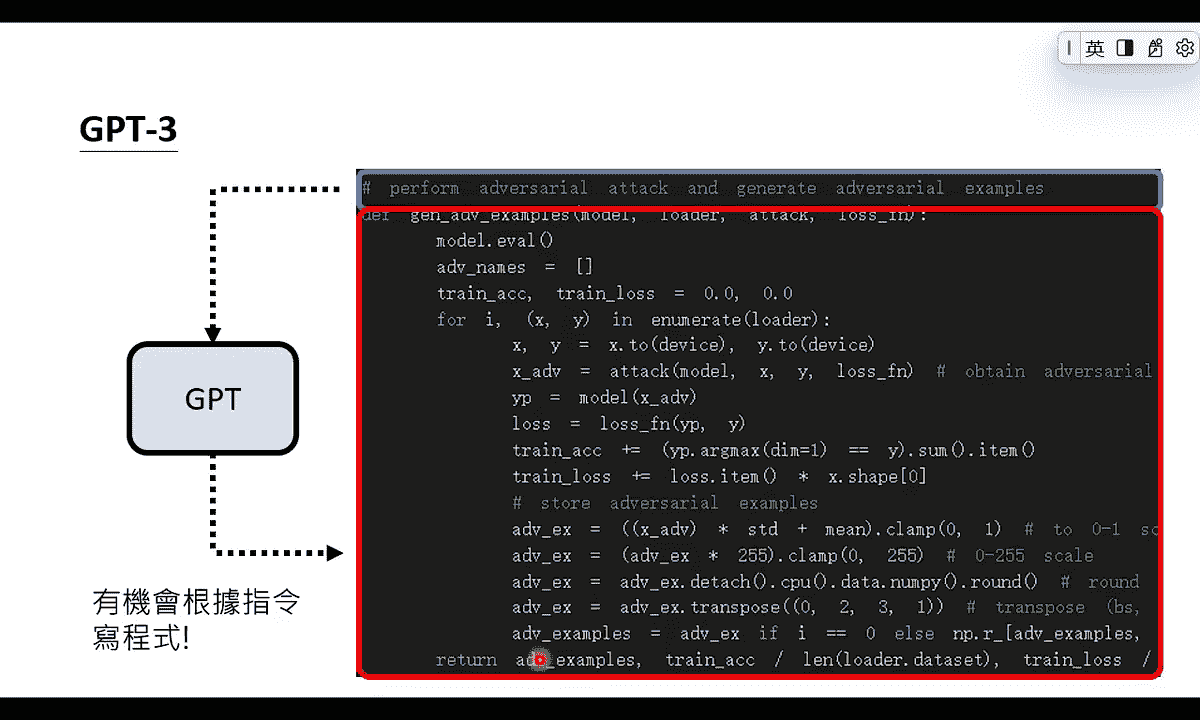 英
GPT-3
# perform adversarial attack and generate adversarial examples
def gen_adv_examples(model, loader, attack, loss_fn):
model.eval()
adv_names = []
train_acc, train_loss = 0.0, 0.0
for i, (x, y) in enumerate(loader):
x, y = x.to(device), y.to(device)
x_adv = attack(model, x, y, loss_fn) # obtain adversarial
yp = model(x_adv)
loss = loss_fn(yp, y)
train_acc += (yp.argmax(dim=1) == y).sum().item()
train_loss += loss.item() * x.shape[0]
# store adversarial examples
adv_ex = ((x_adv) * std + mean).clamp(0, 1) # to 0-1 sc
adv_ex = (adv_ex * 255).clamp(0, 255) # 0-255 scale
adv_ex = adv_ex.detach().cpu().data.numpy().round() # round
adv_ex = adv_ex.transpose((0, 2, 3, 1)) # transpose (bs,
adv_examples = adv_ex if i == 0 else np.r_[adv_examples,
return adv_examples, train_acc / len(loader.dataset), train_loss /
GPT
有機會根據指令
寫程式!